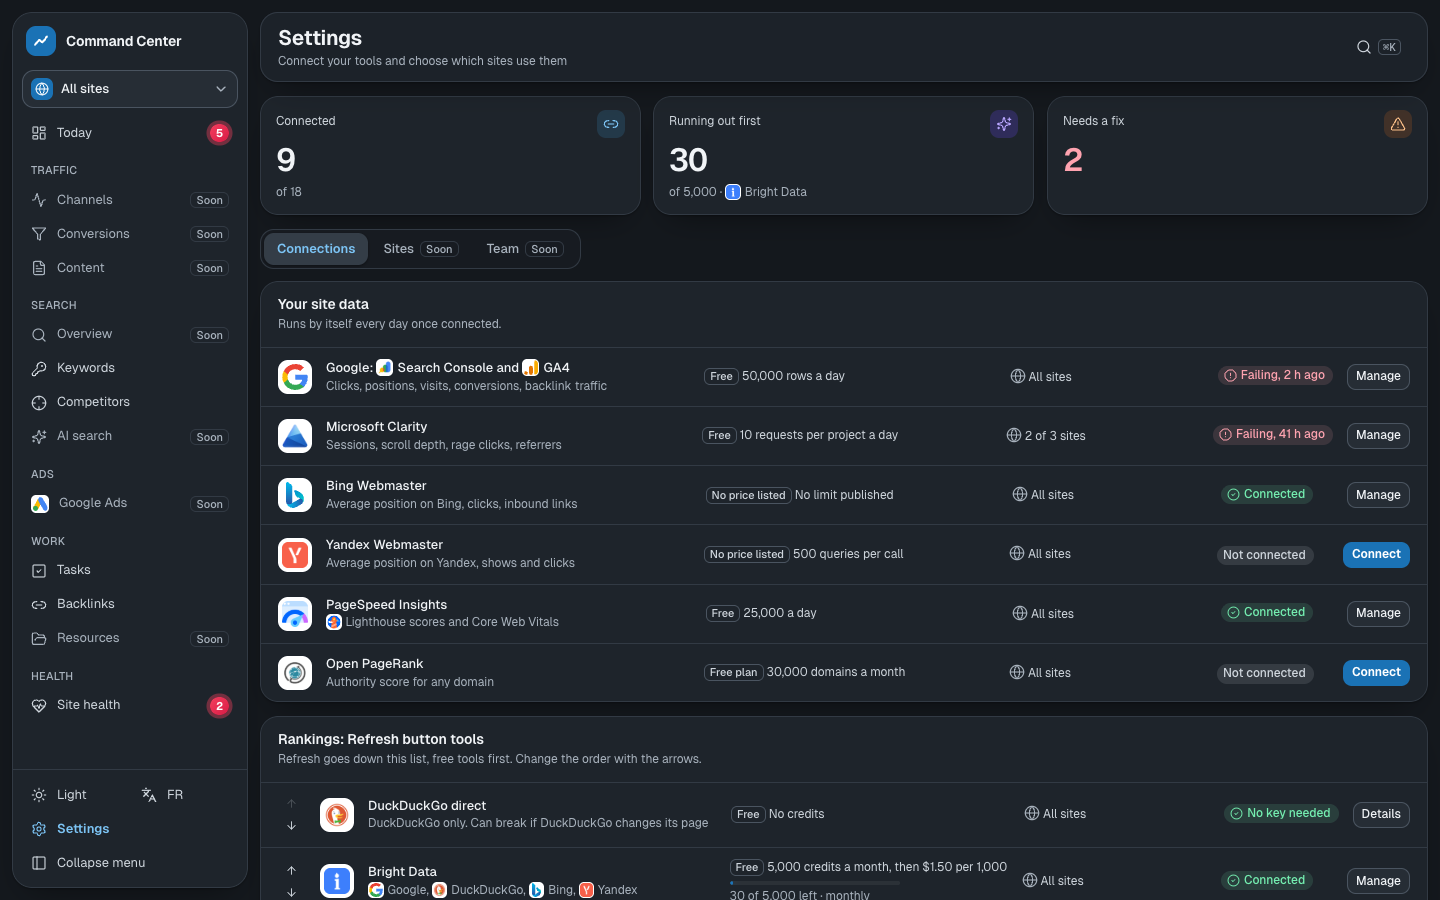 Command Center
All sites
Today 5
TRAFFIC
Channels Soon
Conversions Soon
Content Soon
SEARCH
Overview Soon
Keywords
Competitors
AI search Soon
ADS
Google Ads Soon
WORK
Tasks
Backlinks
Resources Soon
HEALTH
Site health 2
Light FR
Settings
Collapse menu
Settings
Connect your tools and choose which sites use them
⌘K
Connected
9
of 18
Running out first
30
of 5,000 · Bright Data
Needs a fix
2
Connections Sites Soon Team Soon
Your site data
Runs by itself every day once connected.
Google: Search Console and GA4
Clicks, positions, visits, conversions, backlink traffic
Free 50,000 rows a day
All sites
Failing, 2 h ago
Manage
Microsoft Clarity
Sessions, scroll depth, rage clicks, referrers
Free 10 requests per project a day
2 of 3 sites
Failing, 41 h ago
Manage
Bing Webmaster
Average position on Bing, clicks, inbound links
No price listed No limit published
All sites
Connected
Manage
Yandex Webmaster
Average position on Yandex, shows and clicks
No price listed 500 queries per call
All sites
Not connected
Connect
PageSpeed Insights
Lighthouse scores and Core Web Vitals
Free 25,000 a day
All sites
Connected
Manage
Open PageRank
Authority score for any domain
Free plan 30,000 domains a month
All sites
Not connected
Connect
Rankings: Refresh button tools
Refresh goes down this list, free tools first. Change the order with the arrows.
DuckDuckGo direct
DuckDuckGo only. Can break if DuckDuckGo changes its page
Free No credits
All sites
No key needed
Details
Bright Data
Google, DuckDuckGo, Bing, Yandex
Free 5,000 credits a month, then $1.50 per 1,000
30 of 5,000 left · monthly
All sites
Connected
Manage